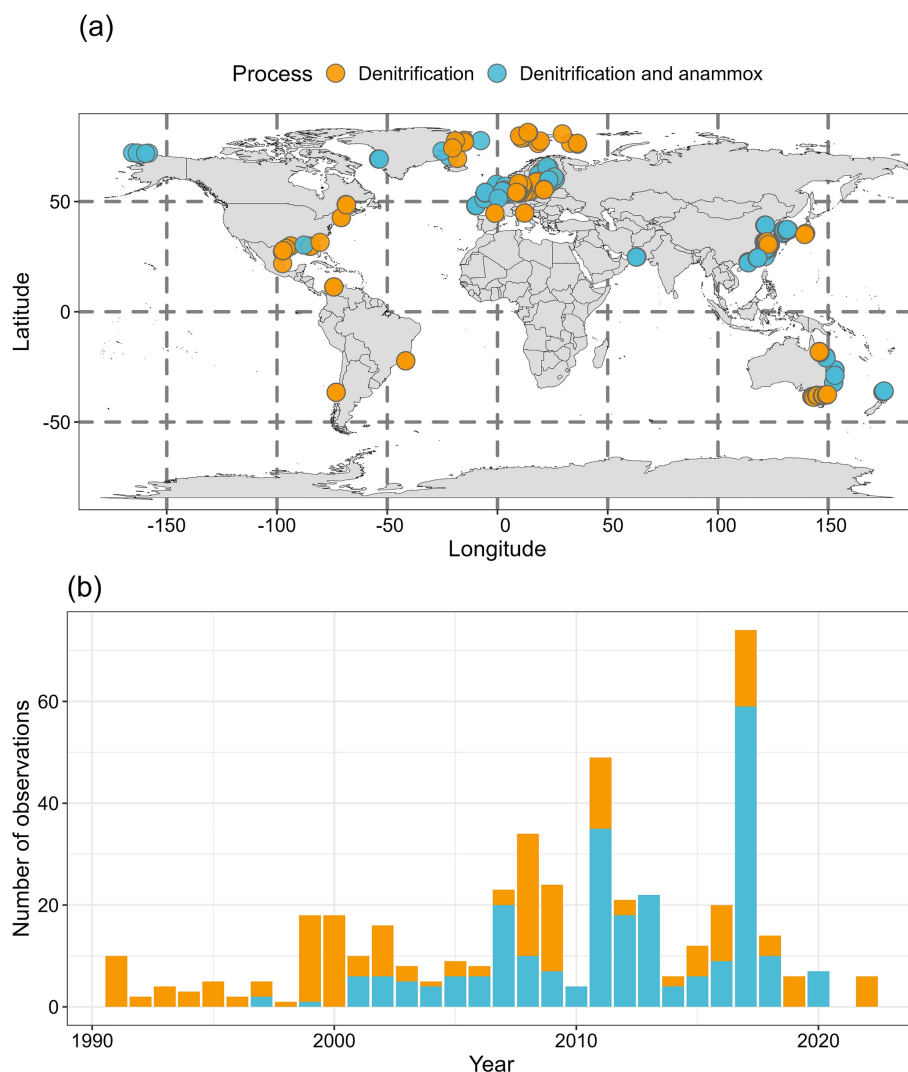 (a)
Process Denitrification Denitrification and anammox
Latitude
50
0
-50
-150 -100 -50 0 50 100 150
Longitude
(b)
Number of observations
60
40
20
0
1990 2000 2010 2020
Year